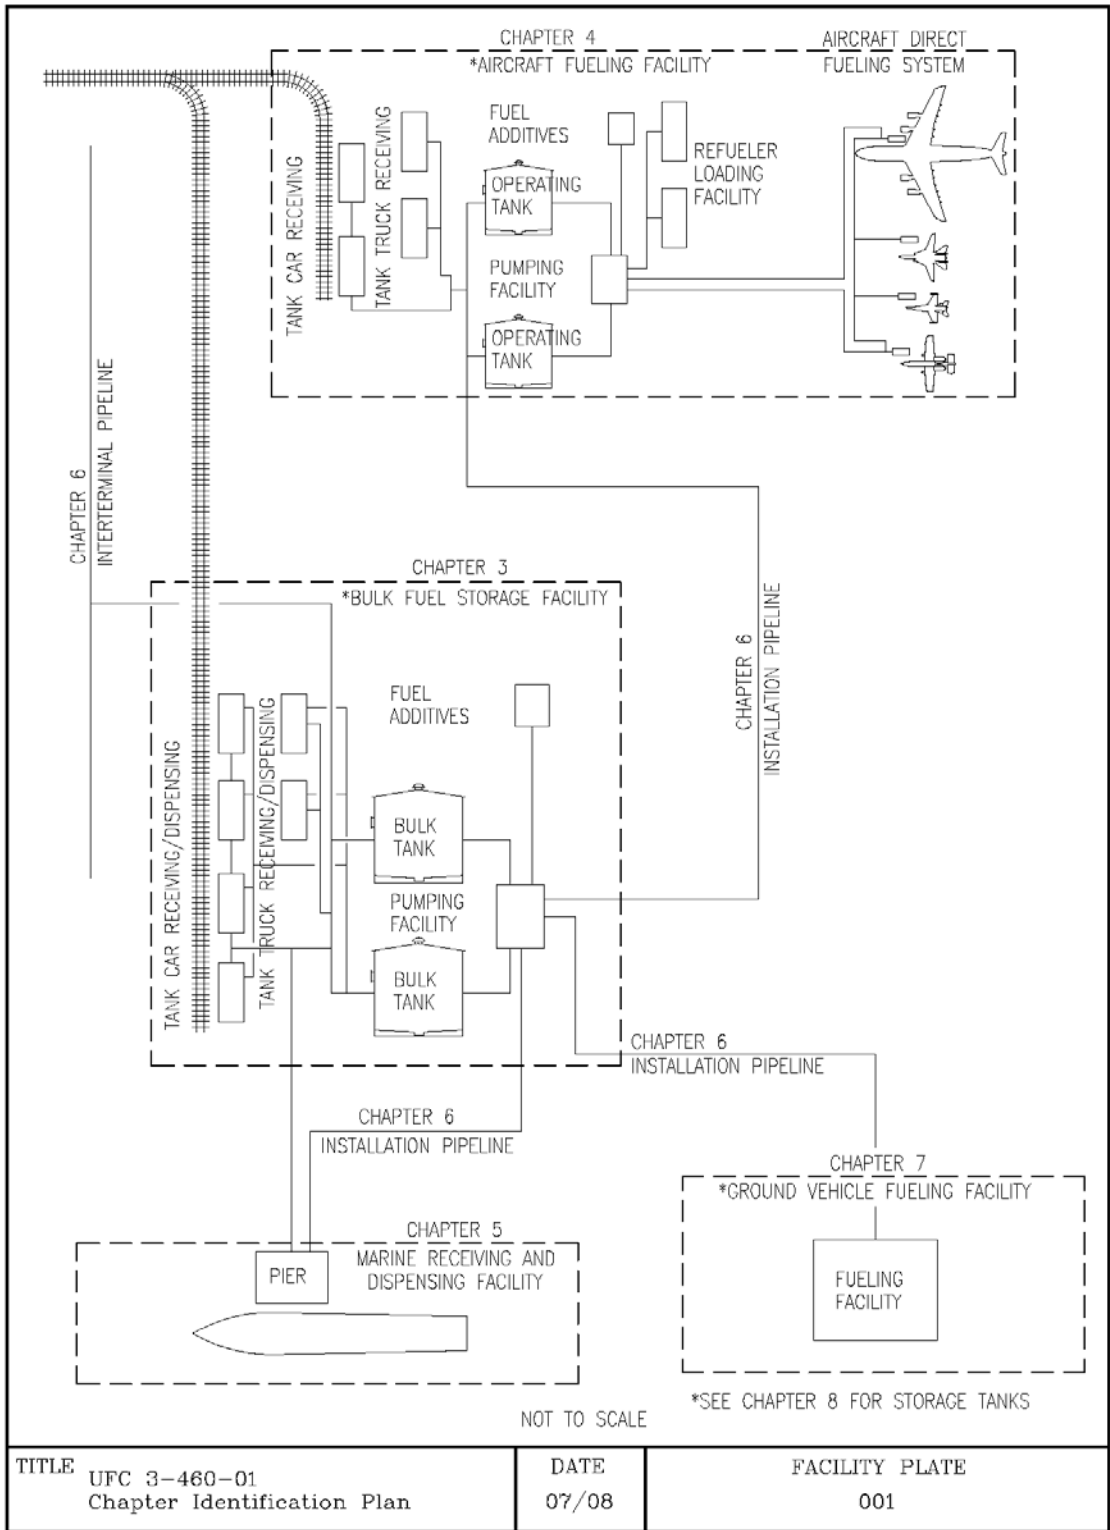 CHAPTER 4
*AIRCRAFT FUELING FACILITY
AIRCRAFT DIRECT
FUELING SYSTEM
TANK CAR RECEIVING
TANK TRUCK RECEIVING
FUEL
ADDITIVES
OPERATING
TANK
PUMPING
FACILITY
OPERATING
TANK
REFUELER
LOADING
FACILITY
CHAPTER 6
INTERTERMINAL PIPELINE
CHAPTER 3
*BULK FUEL STORAGE FACILITY
CHAPTER 6
INSTALLATION PIPELINE
TANK CAR RECEIVING/DISPENSING
TANK TRUCK RECEIVING/DISPENSING
FUEL
ADDITIVES
BULK
TANK
PUMPING
FACILITY
BULK
TANK
CHAPTER 6
INSTALLATION PIPELINE
CHAPTER 6
INSTALLATION PIPELINE
CHAPTER 7
*GROUND VEHICLE FUELING FACILITY
FUELING
FACILITY
CHAPTER 5
MARINE RECEIVING AND
DISPENSING FACILITY
PIER
*SEE CHAPTER 8 FOR STORAGE TANKS
NOT TO SCALE
TITLE
UFC 3-460-01
Chapter Identification Plan
DATE
07/08
FACILITY PLATE
001